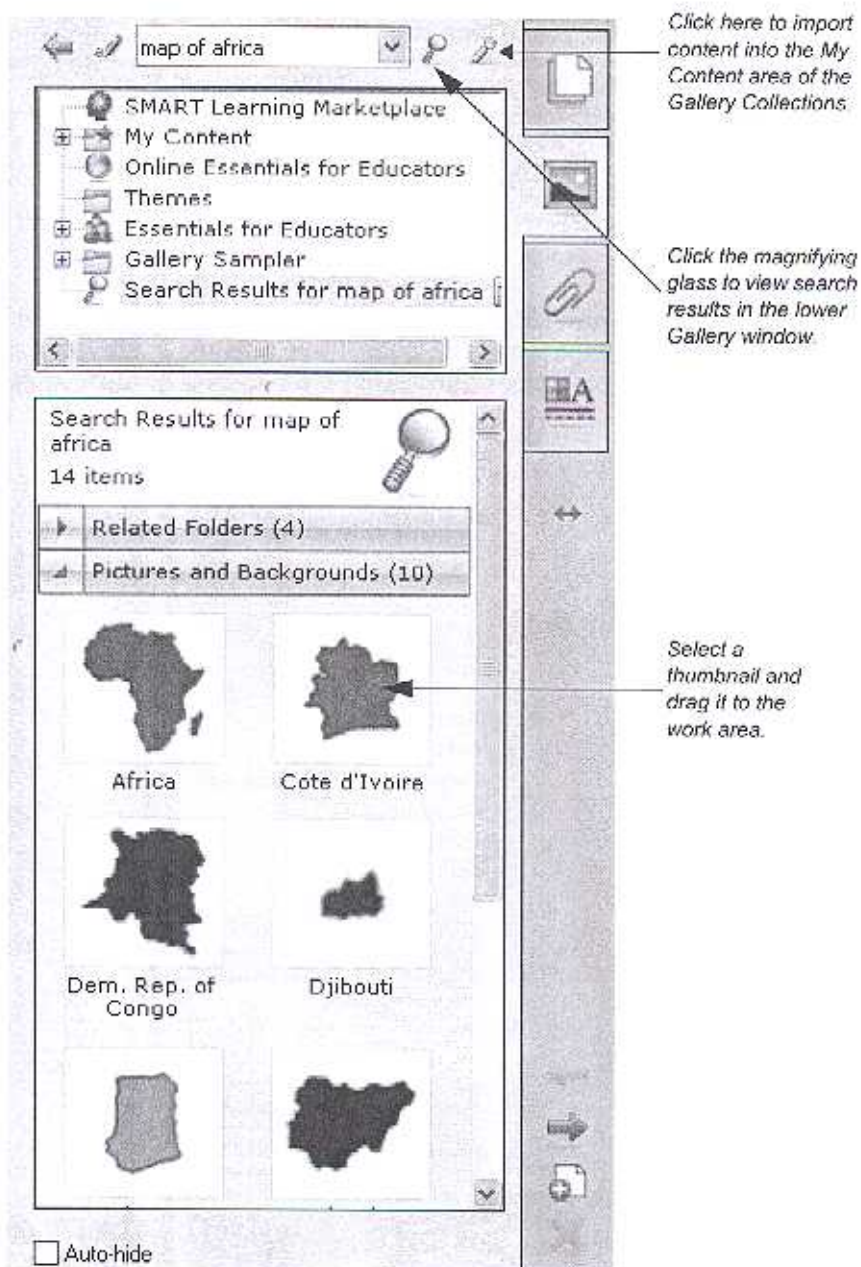 map of africa
SMART Learning Marketplace
My Content
Online Essentials for Educators
Themes
Essentials for Educators
Gallery Sampler
Search Results for map of africa
Search Results for map of
africa
14 items
Related Folders (4)
Pictures and Backgrounds (10)
Africa
Cote d'Ivoire
Dem. Rep. of
Congo
Djibouti
Auto-hide
A
Click here to import
content into the My
Content area of the
Gallery Collections.
Click the magnifying
glass to view search
results in the lower
Gallery window.
Select a
thumbnail and
drag it to the
work area.